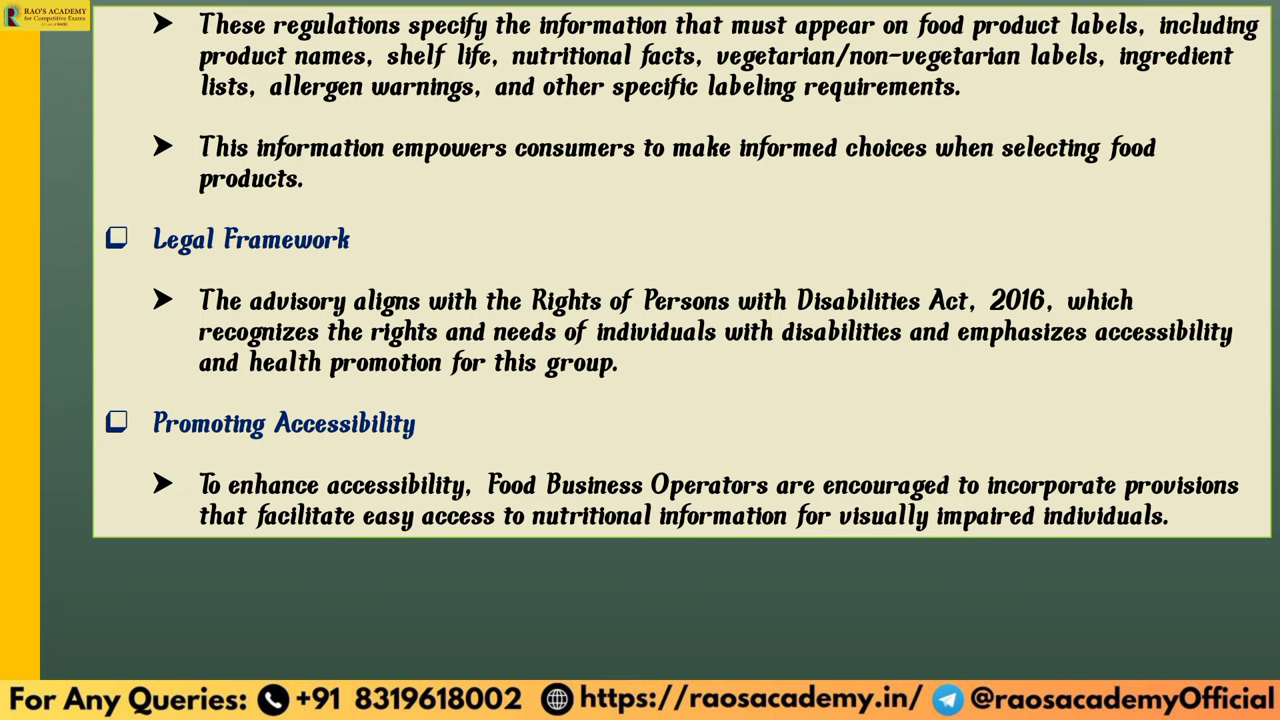 RAO'S ACADEMY
for Competitive Exams
These regulations specify the information that must appear on food product labels, including
product names, shelf life, nutritional facts, vegetarian/non-vegetarian labels, ingredient
lists, allergen warnings, and other specific labeling requirements.
This information empowers consumers to make informed choices when selecting food
products.
Legal Framework
The advisory aligns with the Rights of Persons with Disabilities Act, 2016, which
recognizes the rights and needs of individuals with disabilities and emphasizes accessibility
and health promotion for this group.
Promoting Accessibility
To enhance accessibility, Food Business Operators are encouraged to incorporate provisions
that facilitate easy access to nutritional information for visually impaired individuals.
For Any Queries: +91 8319618002 https://raosacademy.in/ @raosacademyOfficial